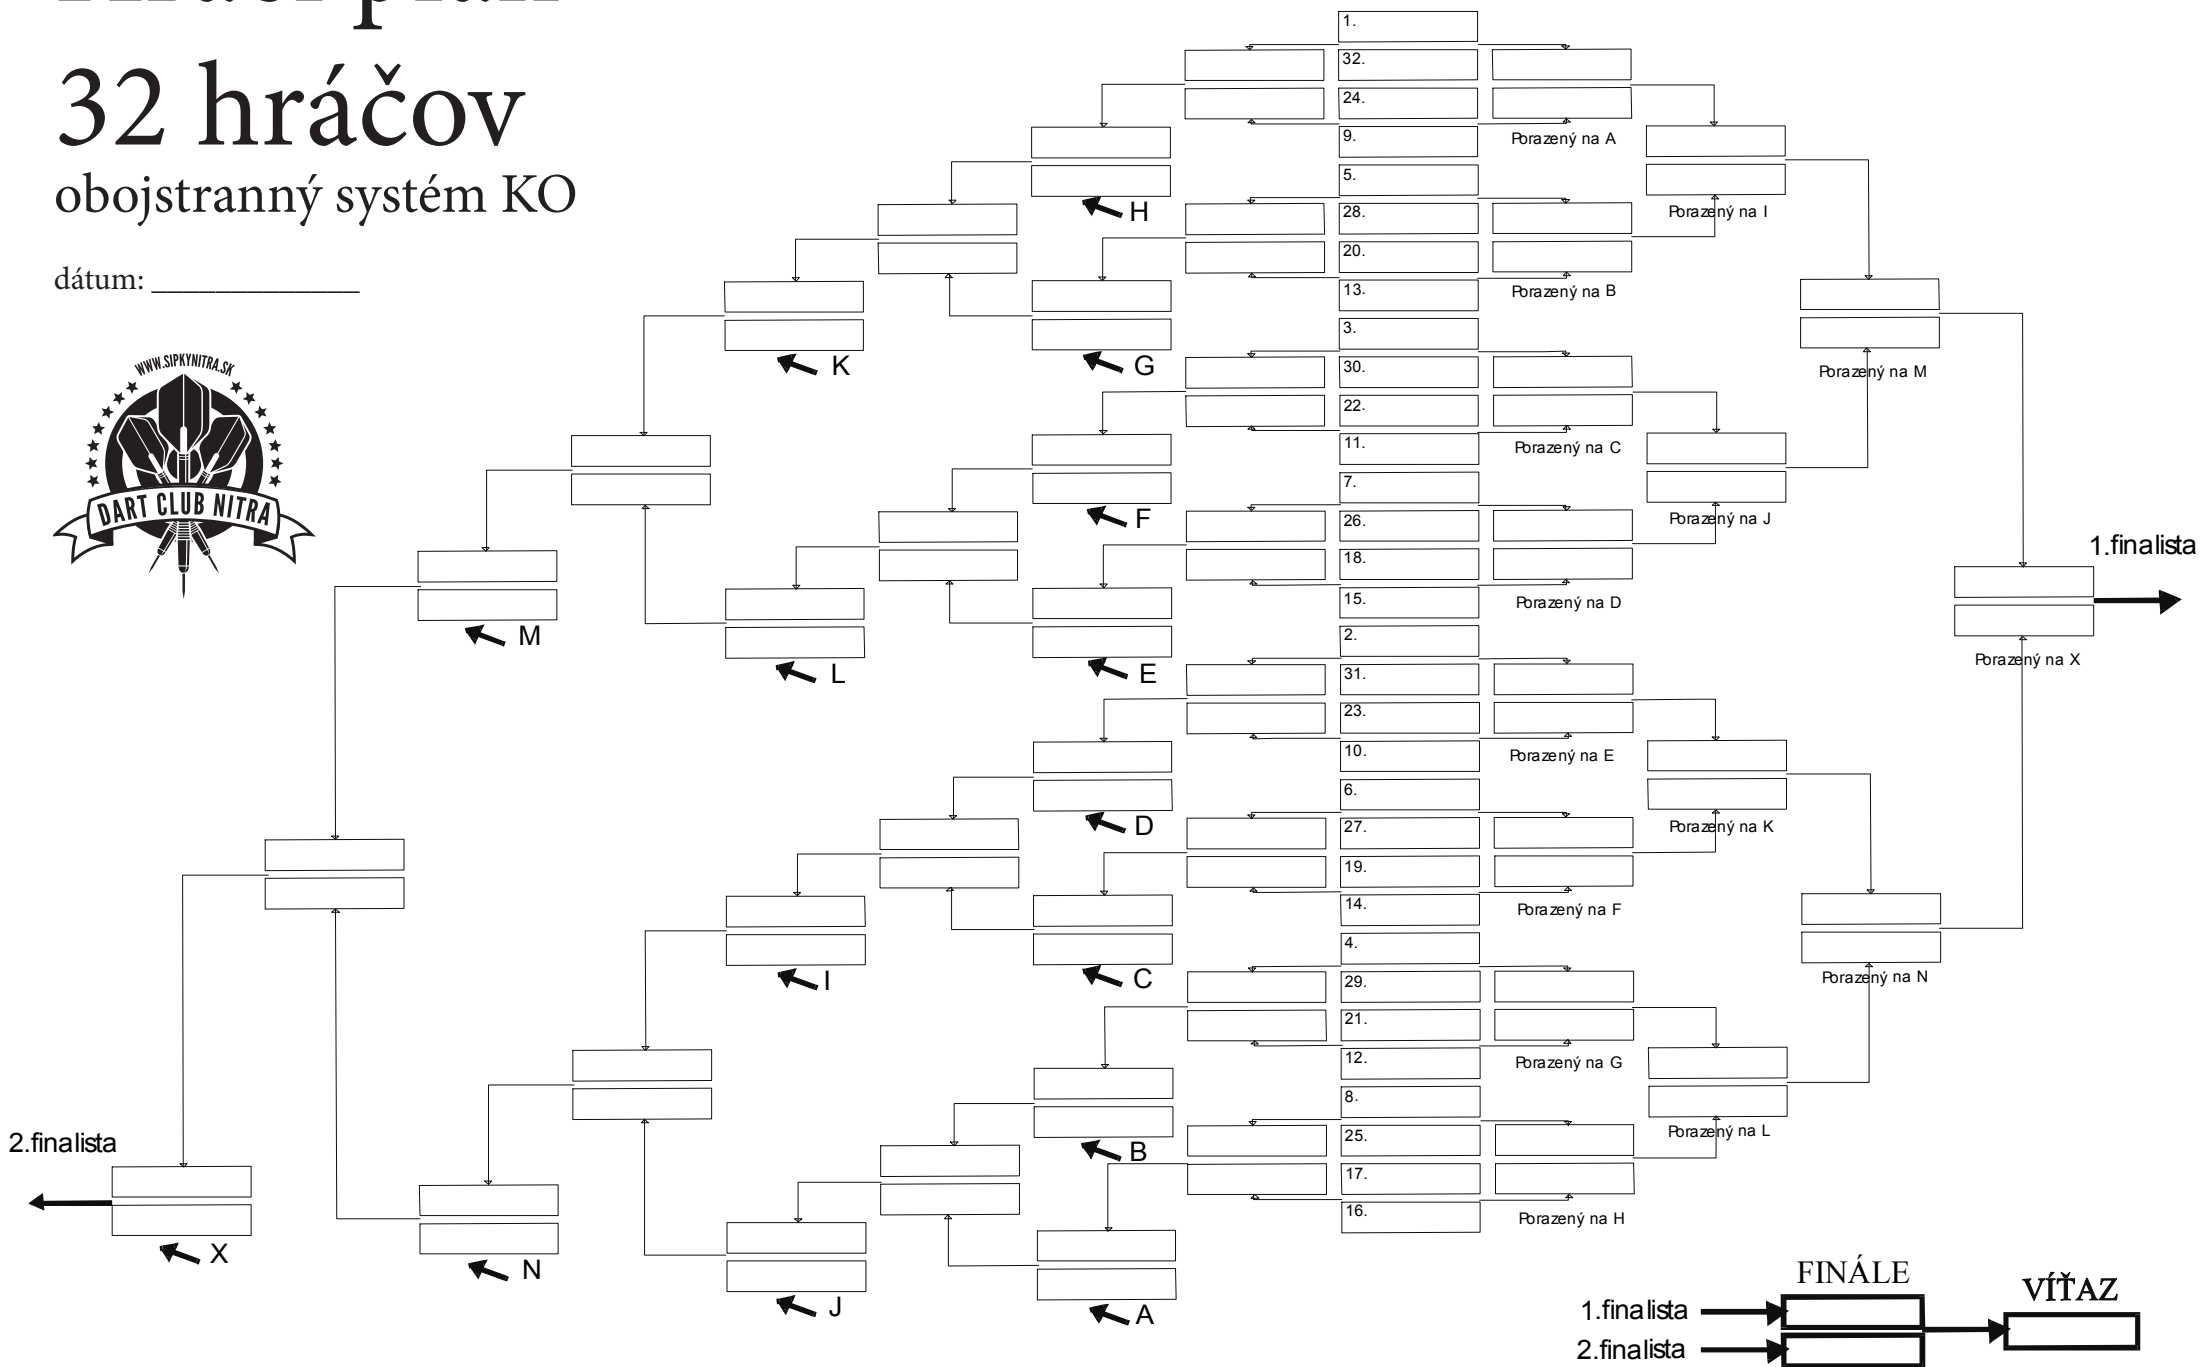 32 hráčov
obojstranný systém KO
dátum: _____________
WWW.SIPKYNITRA.SK
DART CLUB NITRA
1.
32.
24.
9.
Porazený na A
5.
H
28.
Porazený na I
20.
13.
Porazený na B
3.
K
G
30.
Porazený na M
22.
11.
Porazený na C
7.
F
26.
Porazený na J
18.
1.finalista
15.
Porazený na D
2.
M
L
E
31.
Porazený na X
23.
10.
Porazený na E
6.
D
27.
Porazený na K
19.
14.
Porazený na F
4.
I
C
29.
Porazený na N
21.
12.
Porazený na G
8.
2.finalista
B
25.
Porazený na L
17.
16.
Porazený na H
X
N
J
A
FINÁLE
VÍŤAZ
1.finalista
2.finalista